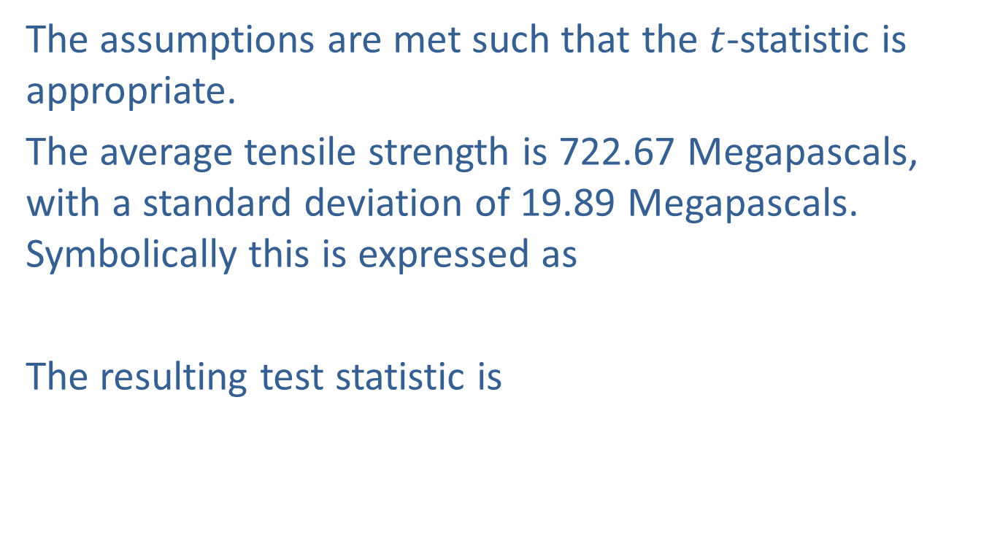 The assumptions are met such that the t-statistic is
appropriate.
The average tensile strength is 722.67 Megapascals,
with a standard deviation of 19.89 Megapascals.
Symbolically this is expressed as
The resulting test statistic is